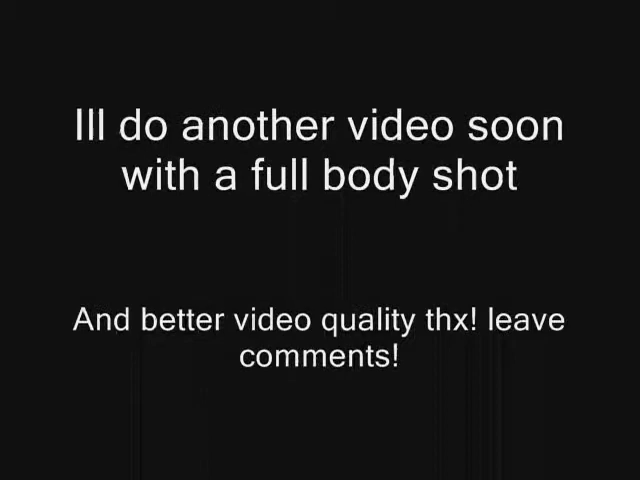 Ill do another video soon
with a full body shot
And better video quality thx! leave
comments!